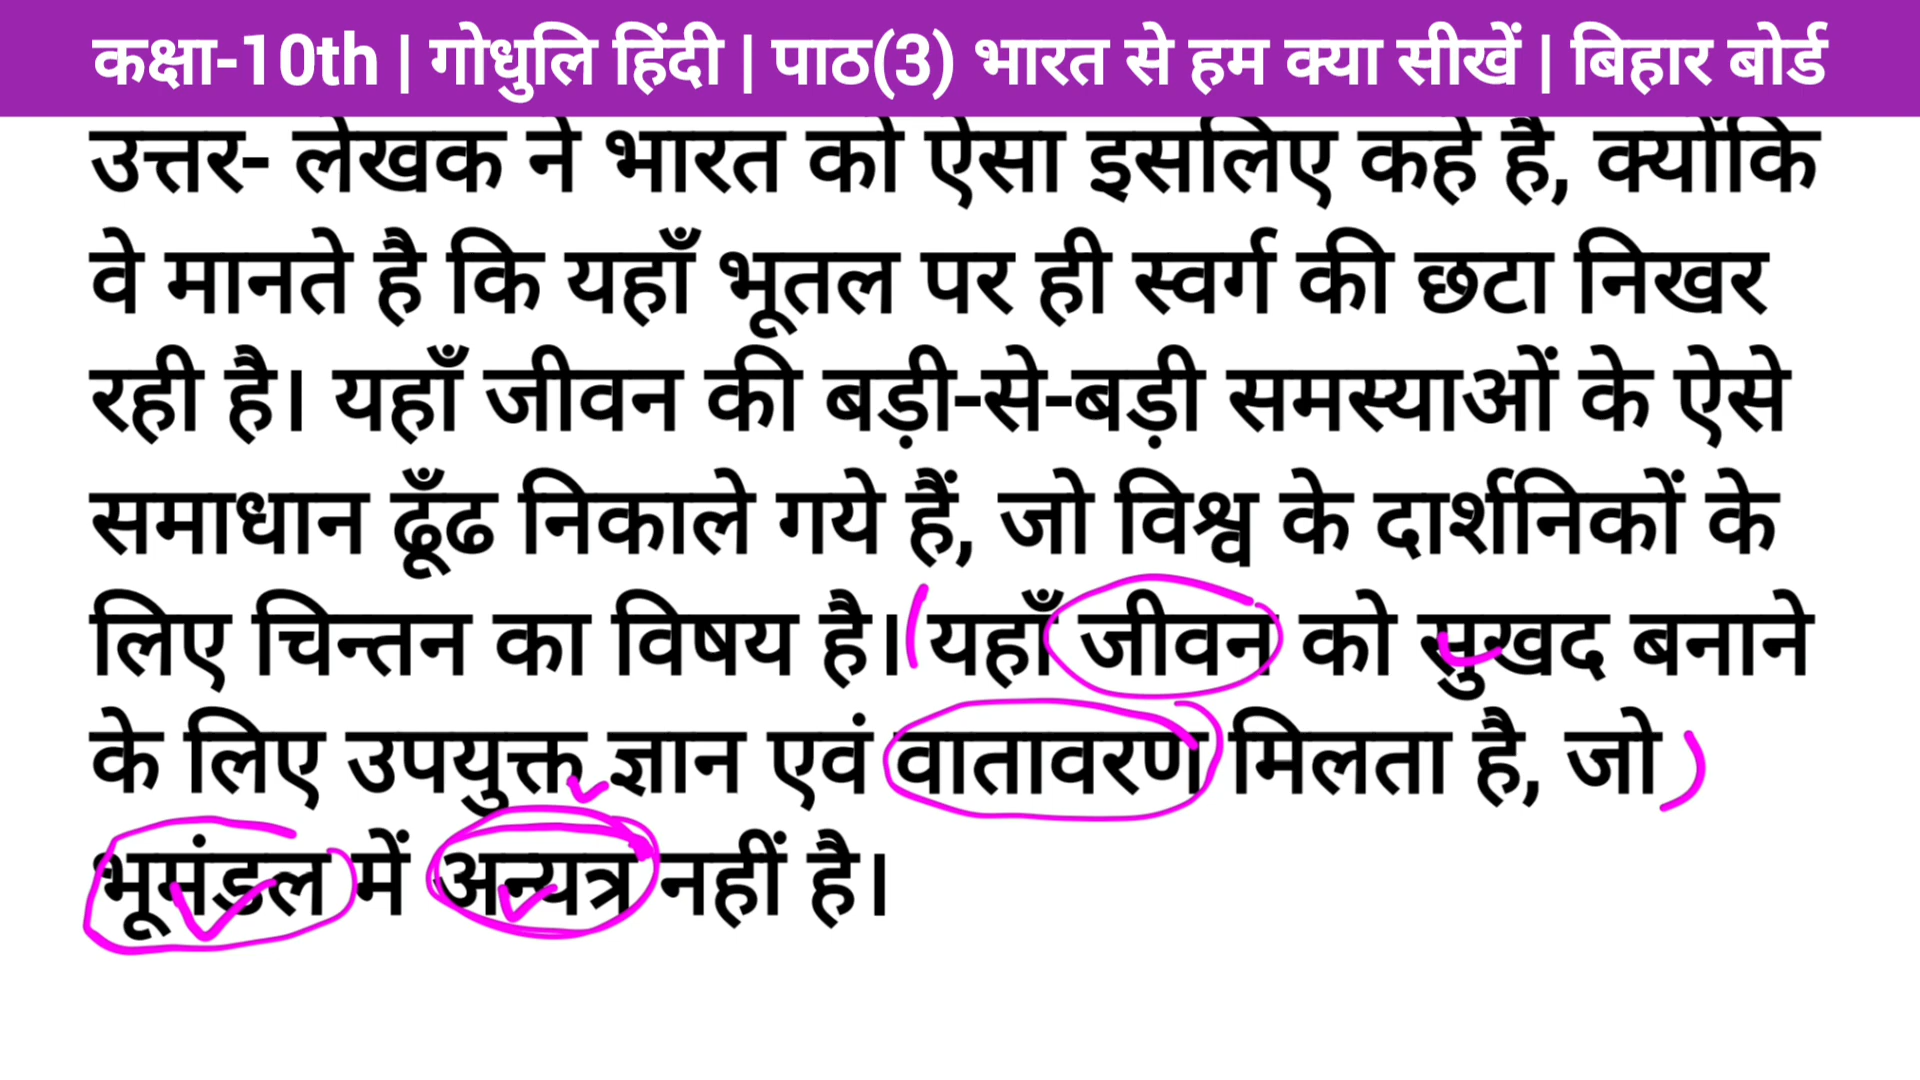 कक्षा-10th | गोधुलि हिंदी | पाठ(3) भारत से हम क्या सीखें | बिहार बोर्ड
उत्तर- लेखक ने भारत को ऐसा इसलिए कहे है, क्योंकि
वे मानते है कि यहाँ भूतल पर ही स्वर्ग की छटा निखर
रही है। यहाँ जीवन की बड़ी-से-बड़ी समस्याओं के ऐसे
समाधान ढूँढ निकाले गये हैं, जो विश्व के दार्शनिकों के
लिए चिन्तन का विषय है। यहाँ जीवन को सुखद बनाने
के लिए उपयुक्त ज्ञान एवं वातावरण मिलता है, जो
भूमंडल में अन्यत्र नहीं है।